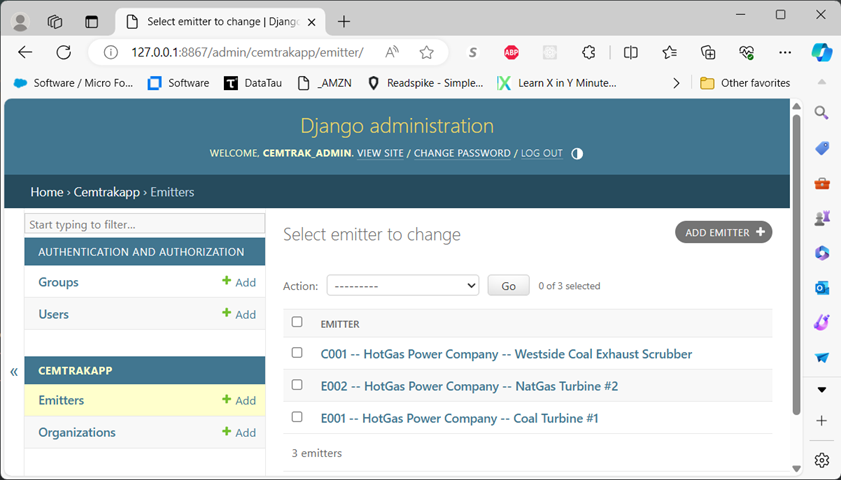 Select emitter to change | Djang
127.0.0.1:8867/admin/cemtrakapp/emitter/
Software / Micro Fo...
Software
DataTau
_AMZN
Readspike - Simple...
Learn X in Y Minute...
Other favorites
Django administration
WELCOME, CEMTRAK_ADMIN. VIEW SITE / CHANGE PASSWORD / LOG OUT
Home › Cemtrakapp › Emitters
Start typing to filter...
AUTHENTICATION AND AUTHORIZATION
Groups + Add
Users + Add
CEMTRAKAPP
Emitters + Add
Organizations + Add
«
Select emitter to change
ADD EMITTER +
Action: --------- Go 0 of 3 selected
EMITTER
C001 -- HotGas Power Company -- Westside Coal Exhaust Scrubber
E002 -- HotGas Power Company -- NatGas Turbine #2
E001 -- HotGas Power Company -- Coal Turbine #1
3 emitters